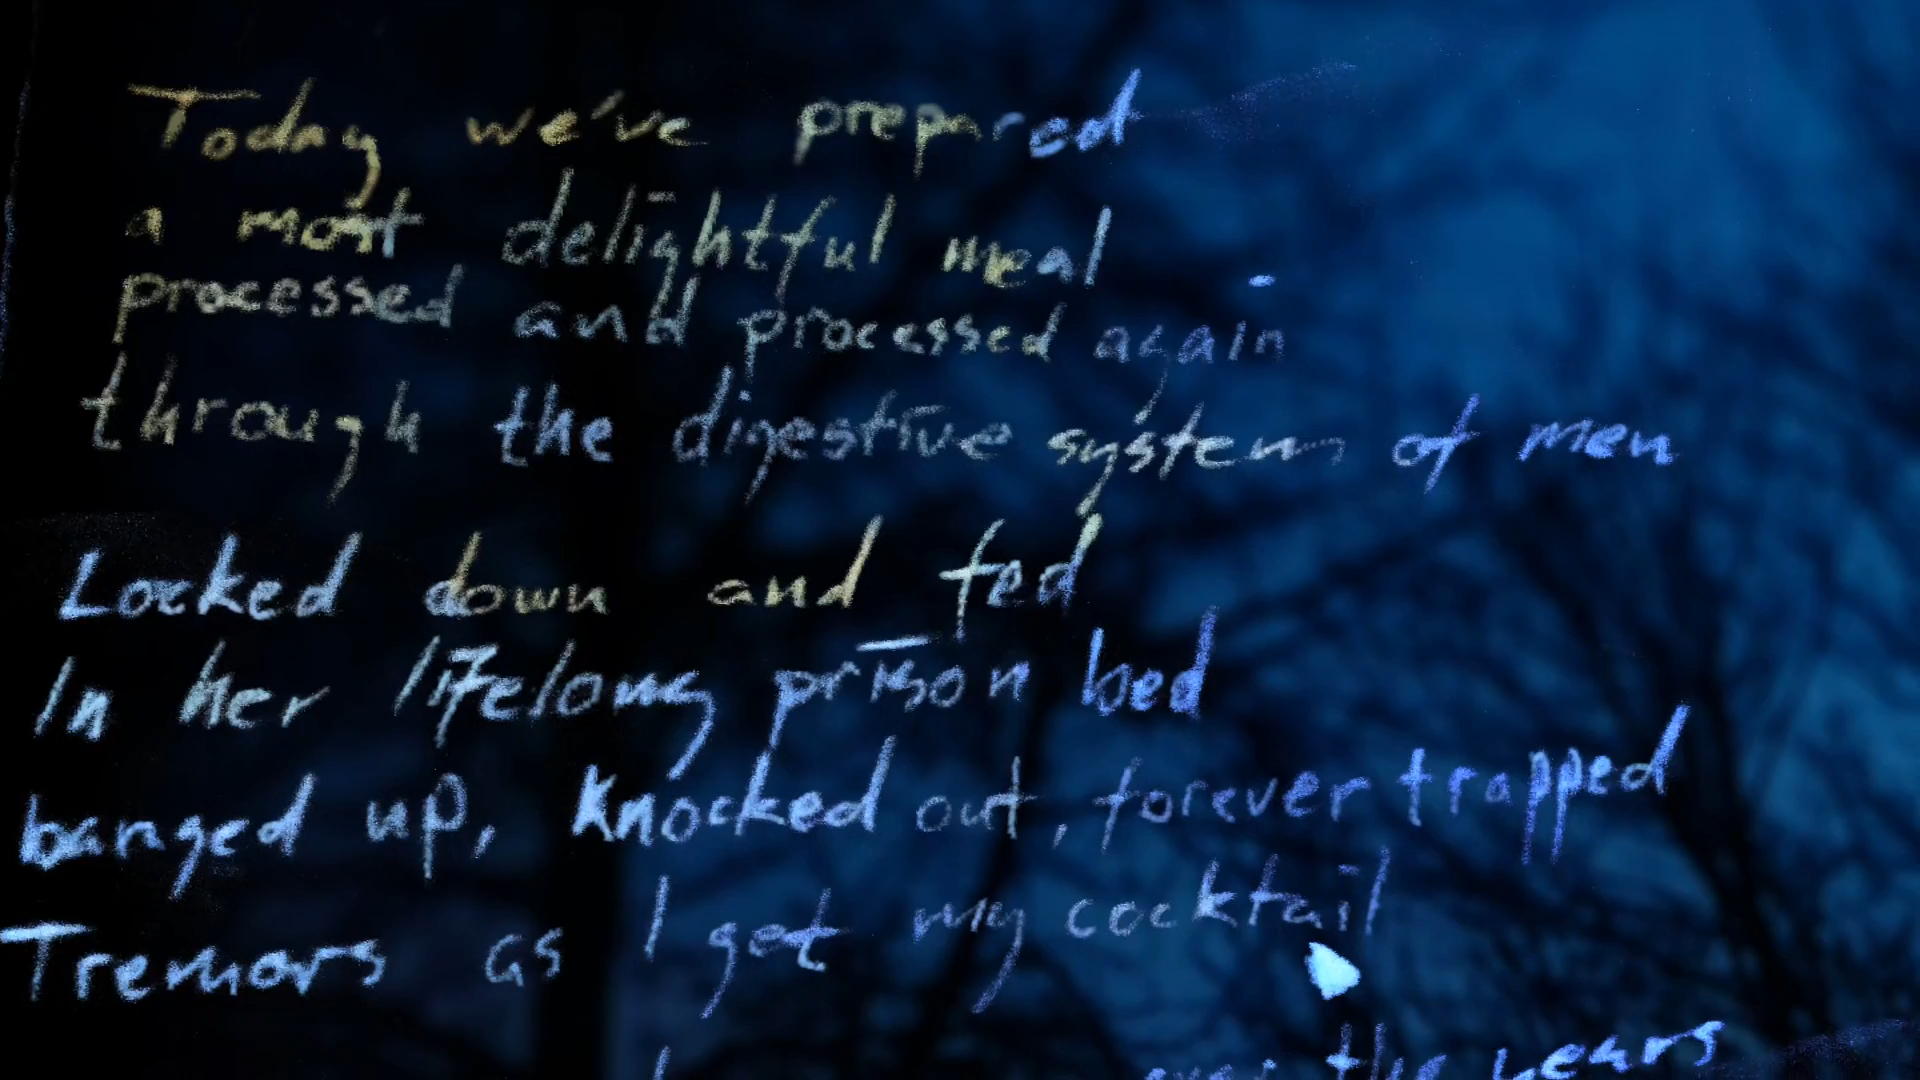 Today we've prepared
a most delightful meal
processed and processed again
through the digestive system of men
Locked down and fed
In her lifelong prison bed
banged up, knocked out, forever trapped
Tremors as I get my cocktail
I over the years